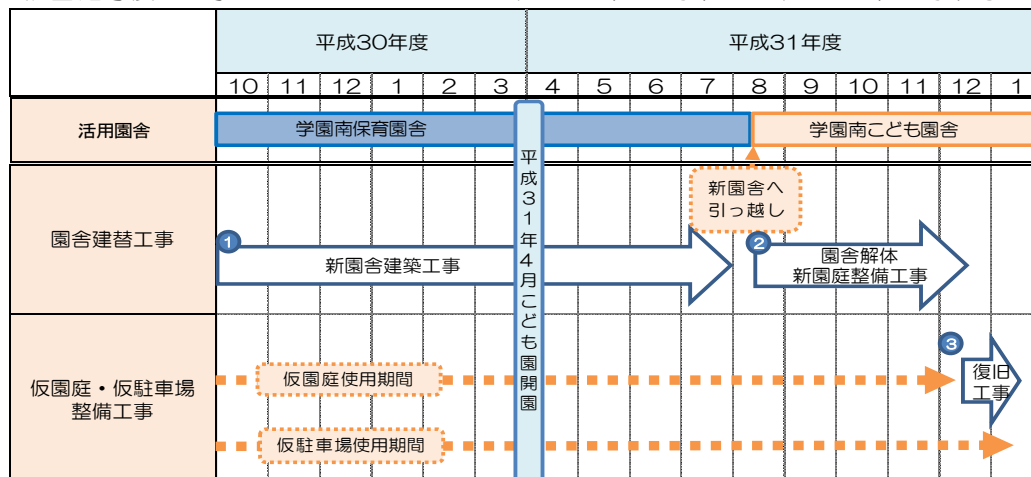 平成30年度
平成31年度
10 11 12 1 2 3 4 5 6 7 8 9 10 11 12 1
活用園舎
学園南保育園舎
学園南こども園舎
平成31年4月こども園開園
新園舎へ
引っ越し
園舎建替工事
①
新園舎建築工事
②
園舎解体
新園庭整備工事
仮園庭・仮駐車場
整備工事
仮園庭使用期間
③
復旧
工事
仮駐車場使用期間